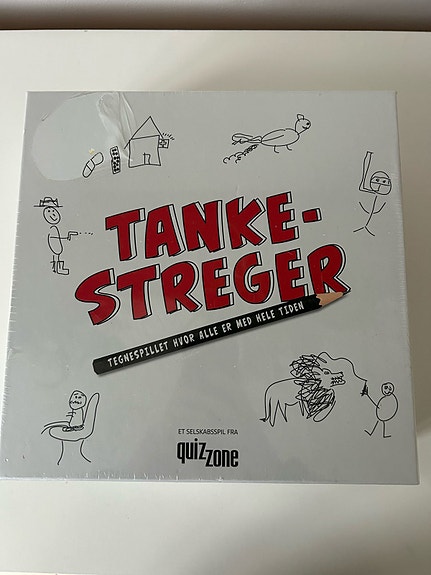 TANKE-
STREGER
TEGNESPILLET HVOR ALLE ER MED HELE TIDEN
ET SELSKABSSPIL FRA
quizzone